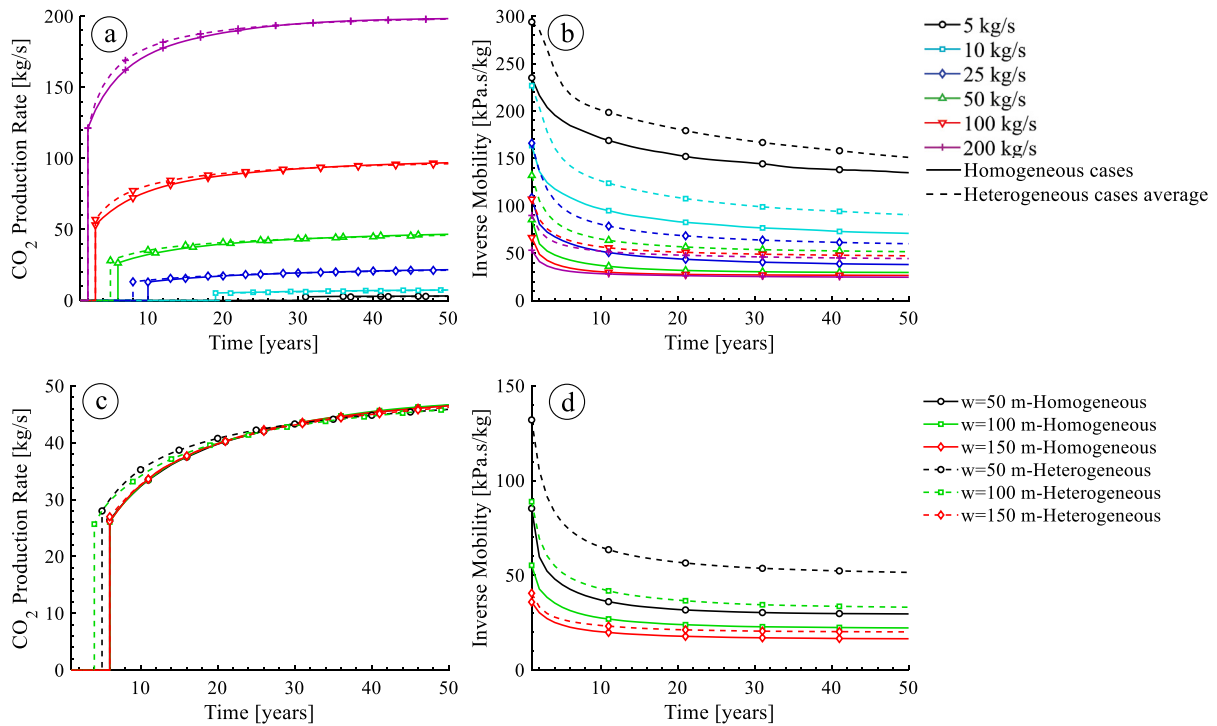 a
CO2 Production Rate [kg/s]
200
150
100
50
0
10
20
30
40
50
Time [years]
b
Inverse Mobility [kPa.s/kg]
300
250
200
150
100
50
0
10
20
30
40
50
Time [years]
5 kg/s
10 kg/s
25 kg/s
50 kg/s
100 kg/s
200 kg/s
Homogeneous cases
Heterogeneous cases average
c
CO2 Production Rate [kg/s]
50
40
30
20
10
0
10
20
30
40
50
Time [years]
d
Inverse Mobility [kPa.s/kg]
150
100
50
0
10
20
30
40
50
Time [years]
w=50 m-Homogeneous
w=100 m-Homogeneous
w=150 m-Homogeneous
w=50 m-Heterogeneous
w=100 m-Heterogeneous
w=150 m-Heterogeneous